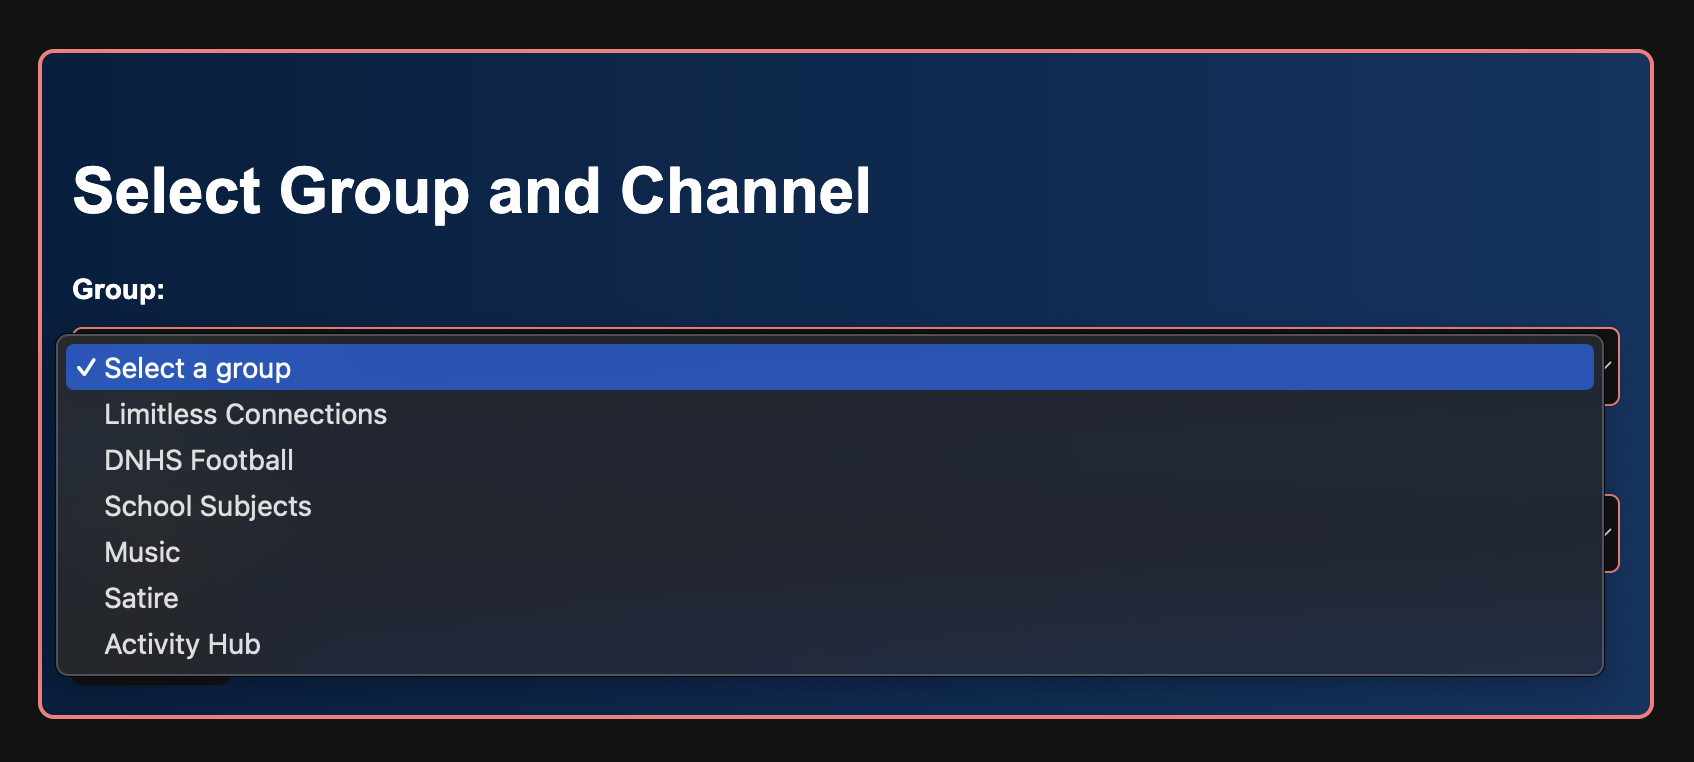 Select Group and Channel
Group:
✓ Select a group
Limitless Connections
DNHS Football
School Subjects
Music
Satire
Activity Hub